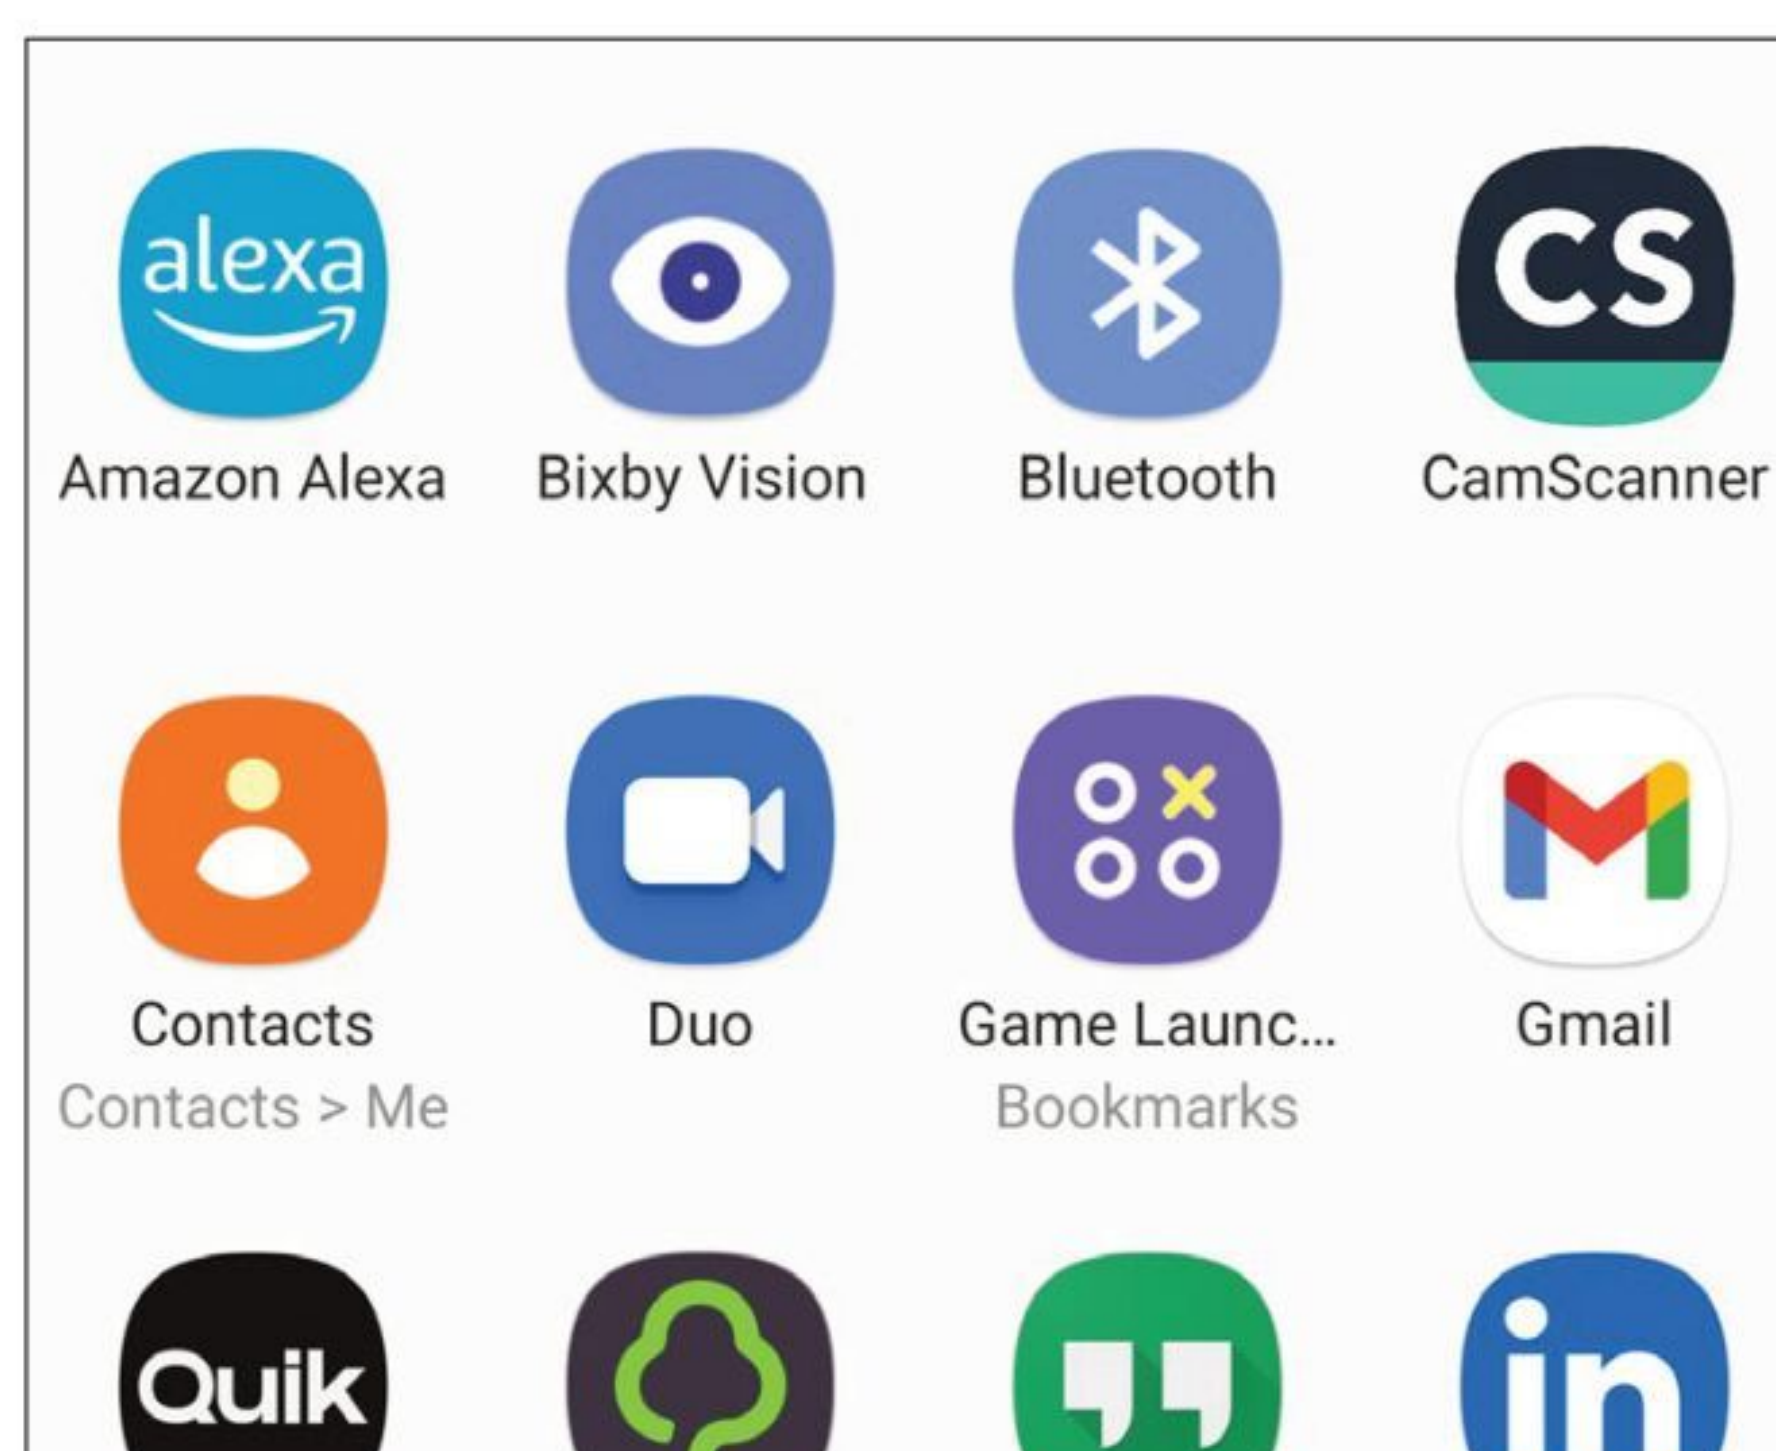 alexa
CS
Amazon Alexa
Bixby Vision
Bluetooth
CamScanner
Contacts
Duo
Game Launc...
Gmail
Contacts > Me
Bookmarks
Quik
in